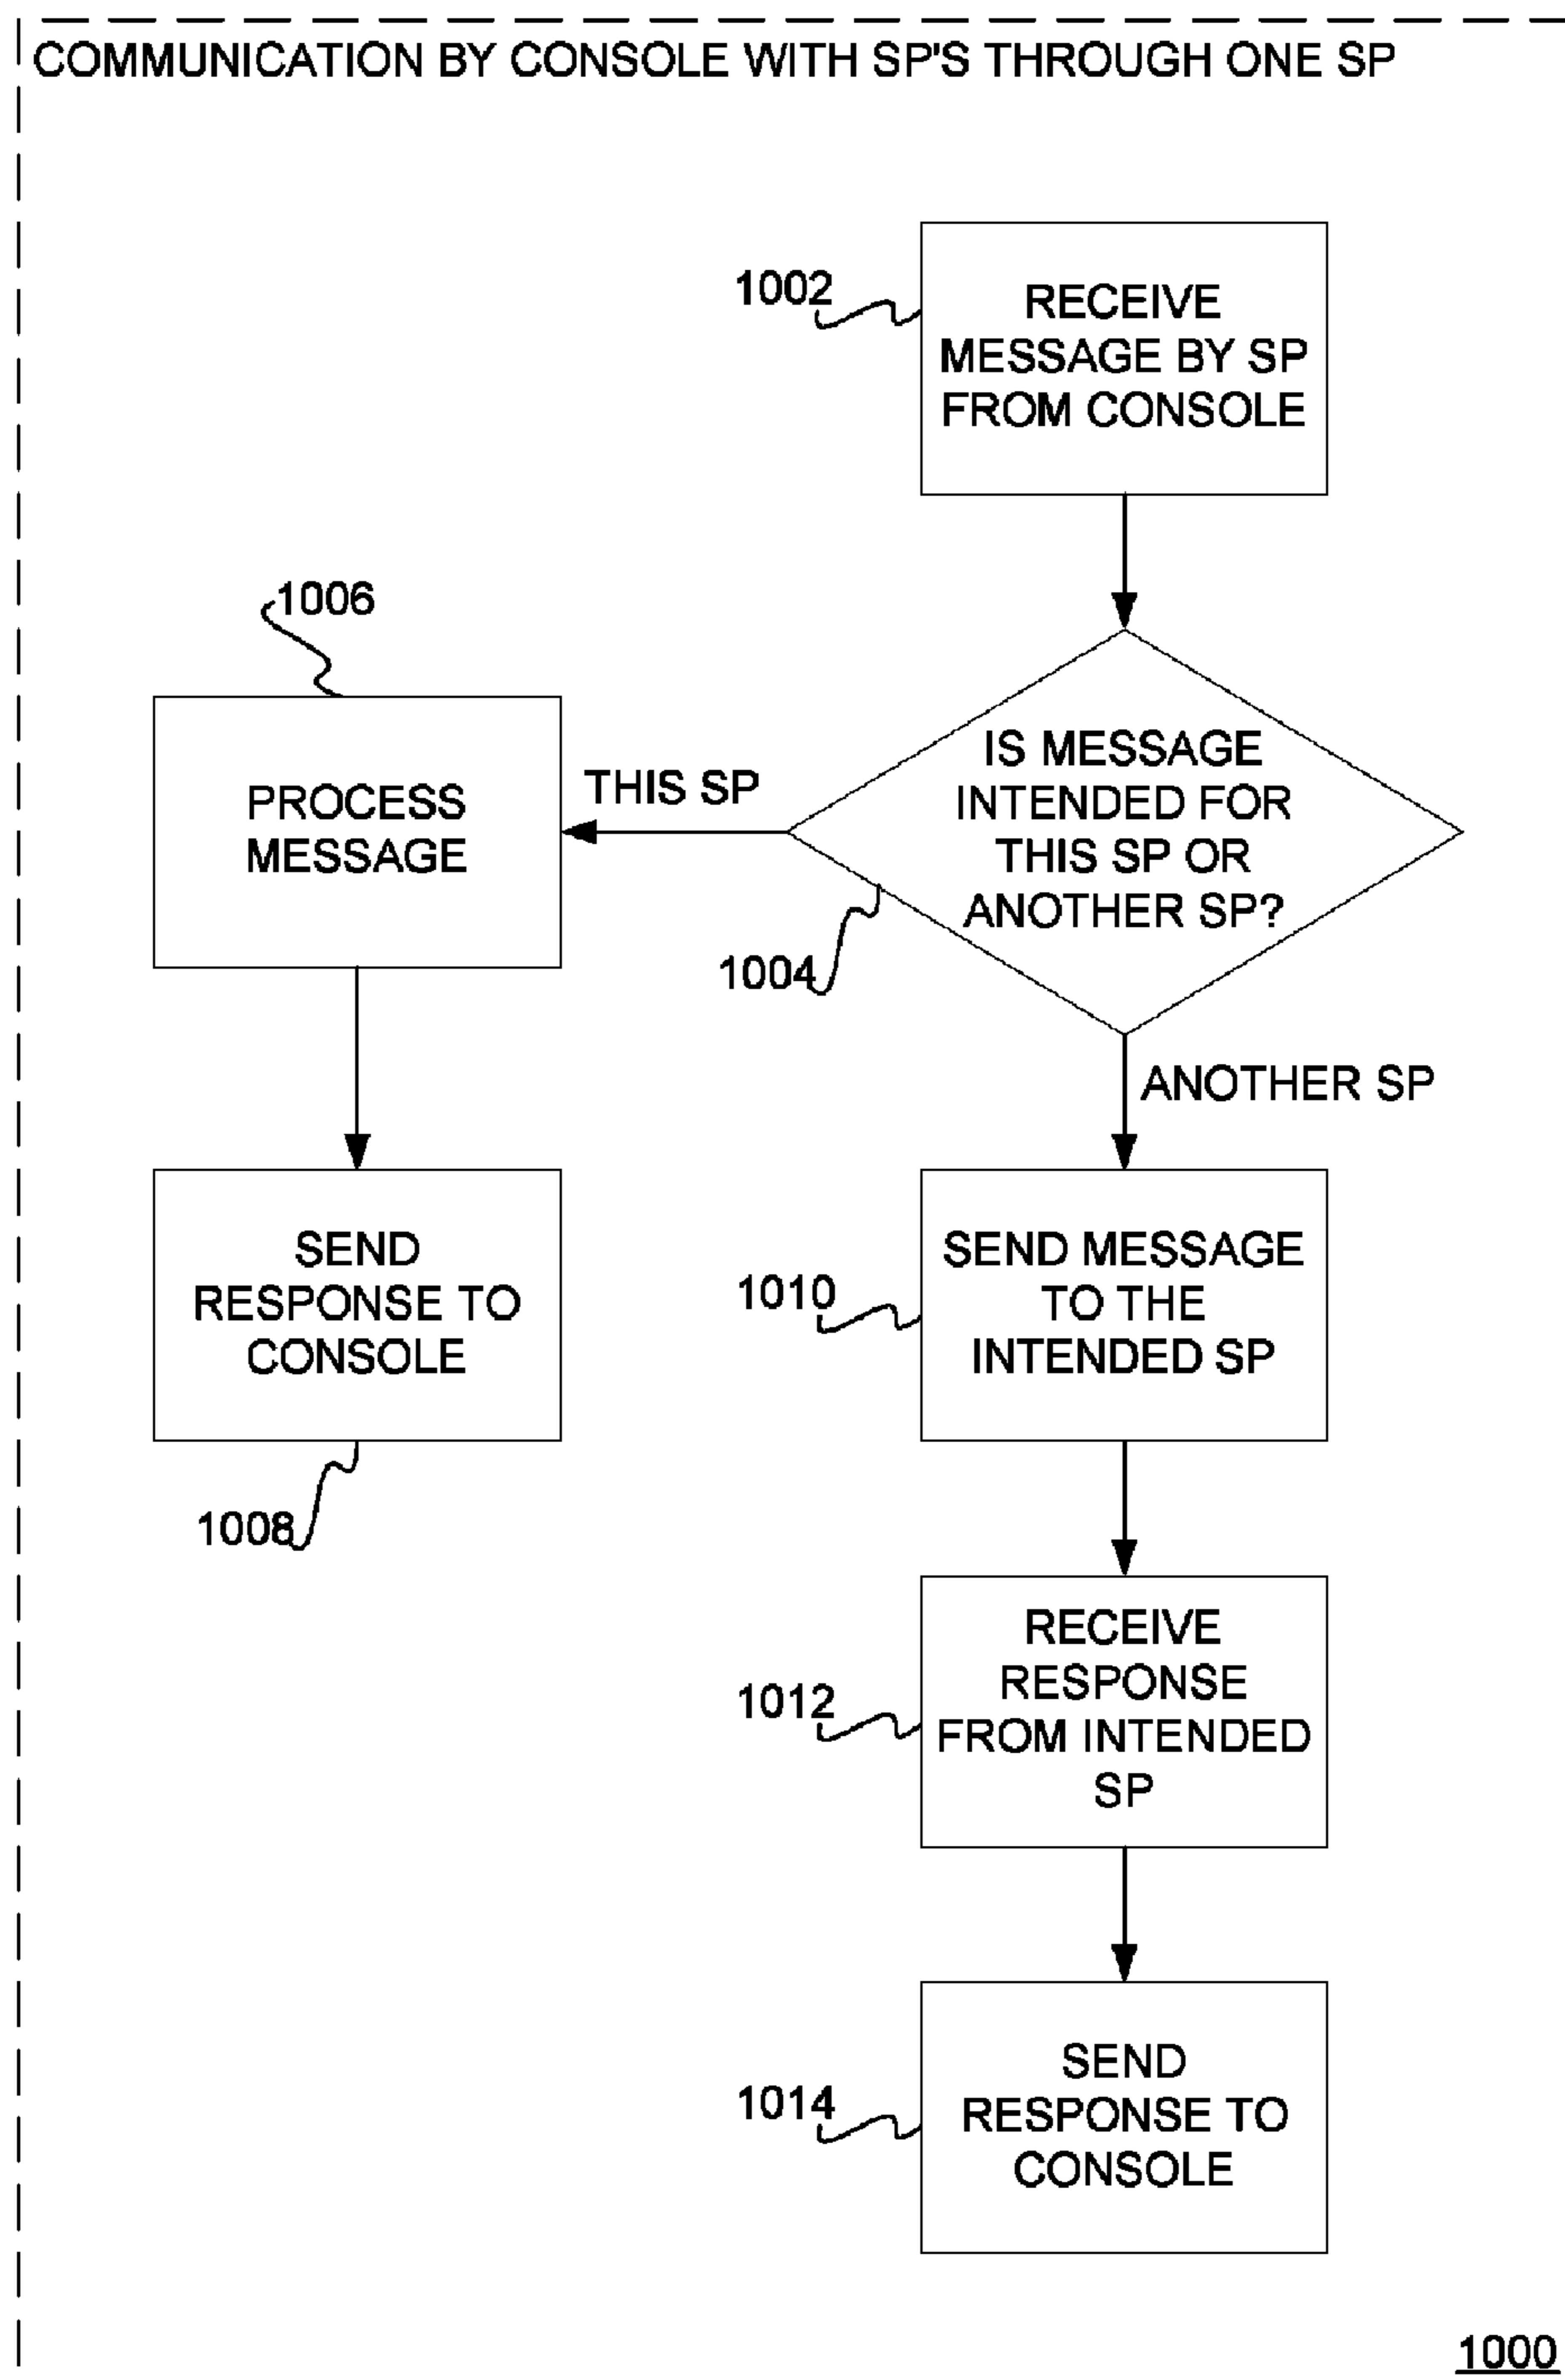 COMMUNICATION BY CONSOLE WITH SP'S THROUGH ONE SP
1002
RECEIVE
MESSAGE BY SP
FROM CONSOLE
1004
IS MESSAGE
INTENDED FOR
THIS SP OR
ANOTHER SP?
THIS SP
1006
PROCESS
MESSAGE
1008
SEND
RESPONSE TO
CONSOLE
ANOTHER SP
1010
SEND MESSAGE
TO THE
INTENDED SP
1012
RECEIVE
RESPONSE
FROM INTENDED
SP
1014
SEND
RESPONSE TO
CONSOLE
1000